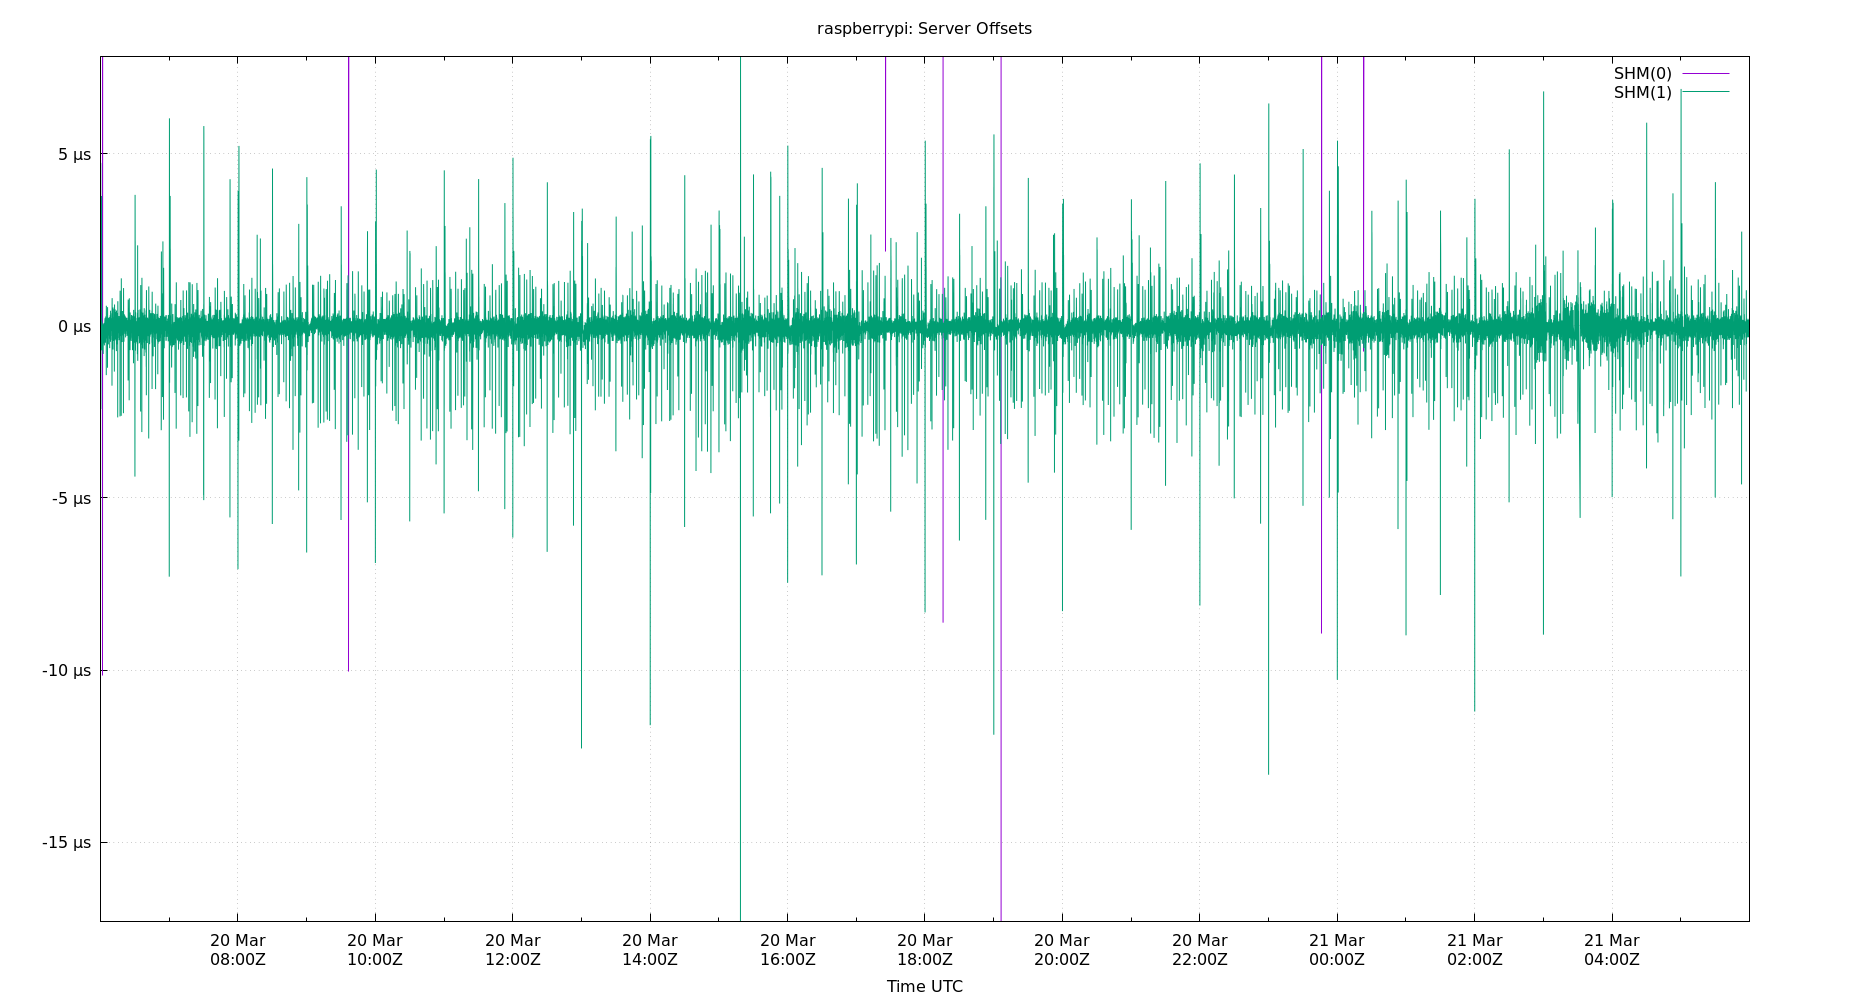 raspberrypi: Server Offsets
SHM(0)
SHM(1)
5 µs
0 µs
-5 µs
-10 µs
-15 µs
20 Mar 20 Mar 20 Mar 20 Mar 20 Mar 20 Mar 20 Mar 20 Mar 21 Mar 21 Mar 21 Mar
08:00Z 10:00Z 12:00Z 14:00Z 16:00Z 18:00Z 20:00Z 22:00Z 00:00Z 02:00Z 04:00Z
Time UTC